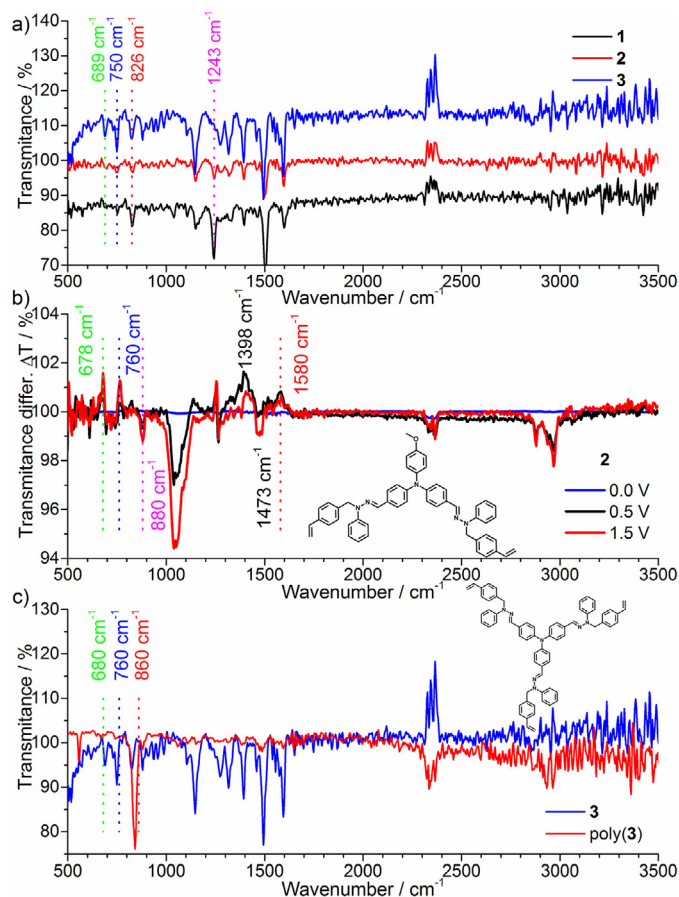 a)
140
130
120
110
100
90
80
70
Transmitance / %
689 cm⁻¹
750 cm⁻¹
826 cm⁻¹
1243 cm⁻¹
1
2
3
500 1000 1500 2000 2500 3000 3500
Wavenumber / cm⁻¹
b)
106
104
102
100
98
96
94
Transmitance differ. ΔT / %
678 cm⁻¹
760 cm⁻¹
880 cm⁻¹
1398 cm⁻¹
1473 cm⁻¹
1580 cm⁻¹
O
N
N
N
N
N
2
0.0 V
0.5 V
1.5 V
500 1000 1500 2000 2500 3000 3500
Wavenumber / cm⁻¹
c)
130
120
110
100
90
80
Transmitance / %
680 cm⁻¹
760 cm⁻¹
860 cm⁻¹
N
N
N
N
N
N
N
3
poly(3)
500 1000 1500 2000 2500 3000 3500
Wavenumber / cm⁻¹